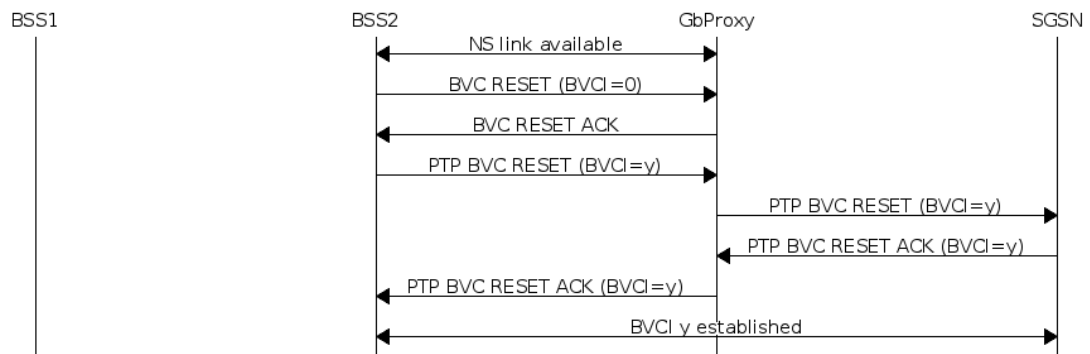 BSS1 BSS2 GbProxy SGSN
NS link available
BVC RESET (BVCI=0)
BVC RESET ACK
PTP BVC RESET (BVCI=y)
PTP BVC RESET (BVCI=y)
PTP BVC RESET ACK (BVCI=y)
PTP BVC RESET ACK (BVCI=y)
BVCI y established